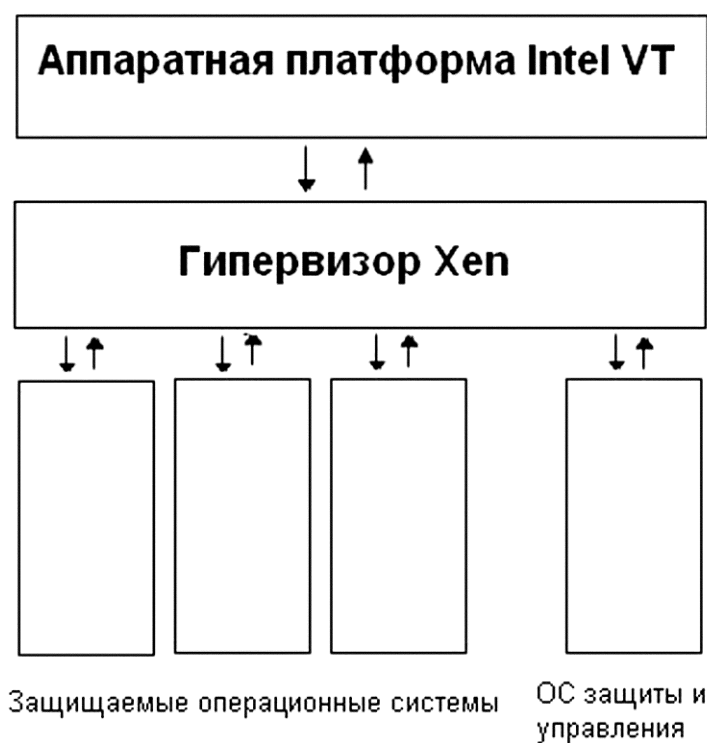 Аппаратная платформа Intel VT
Гипервизор Xen
Защищаемые операционные системы
ОС защиты и
управления